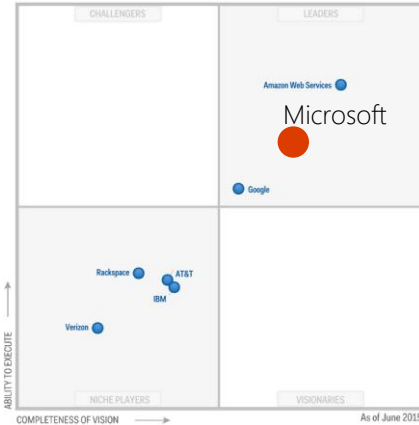 CHALLENGERS
LEADERS
Amazon Web Services
Microsoft
Google
Rackspace
AT&T
IBM
Verizon
NICHE PLAYERS
VISIONARIES
ABILITY TO EXECUTE
COMPLETENESS OF VISION
As of June 2015